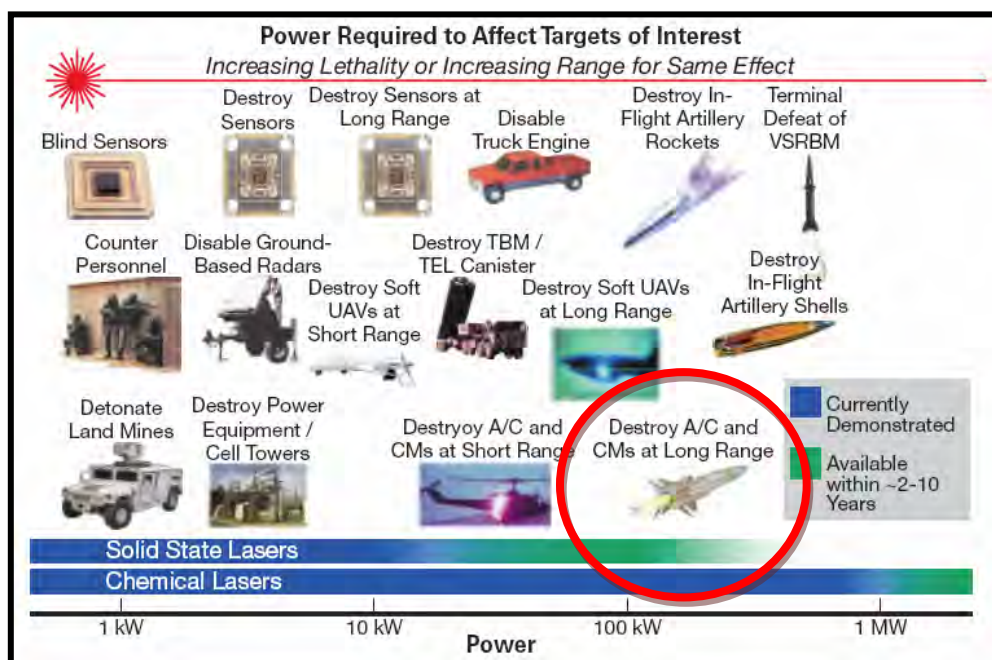 Power Required to Affect Targets of Interest
Increasing Lethality or Increasing Range for Same Effect
Blind Sensors
Destroy
Sensors
Destroy Sensors at
Long Range
Disable
Truck Engine
Destroy In-
Flight Artillery
Rockets
Terminal
Defeat of
VSRBM
Counter
Personnel
Disable Ground-
Based Radars
Destroy Soft
UAVs at
Short Range
Destroy TBM /
TEL Canister
Destroy Soft UAVs
at Long Range
Destroy
In-Flight
Artillery Shells
Detonate
Land Mines
Destroy Power
Equipment /
Cell Towers
Destryoy A/C and
CMs at Short Range
Destroy A/C and
CMs at Long Range
Currently
Demonstrated
Available
within ~2-10
Years
Solid State Lasers
Chemical Lasers
1 kW
10 kW
100 kW
1 MW
Power